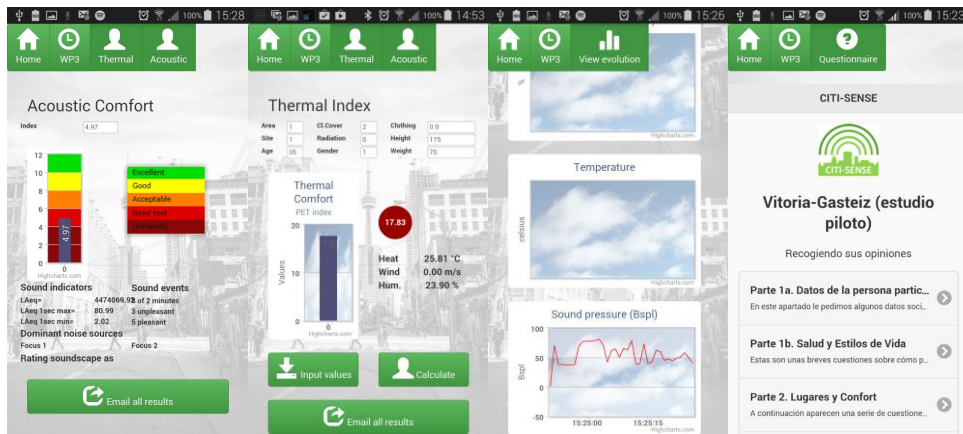 100% 15:28
Home WP3 Thermal Acoustic
Acoustic Comfort
Index 4.97
12
10
8
6
4
2
0
4.97
0
Highcharts.com
Excellent
Good
Acceptable
Need text
Sound indicators
LAeq= 4474069.92
LAeq 1sec max= 80.99
LAeq 1sec min= 2.02
Sound events
8 of 2 minutes
3 unpleasant
5 pleasant
Dominant noise sources
Focus 1 Focus 2
Rating soundscape as
Email all results
100% 14:53
Home WP3 Thermal Acoustic
Thermal Index
Area 1 Cl.Cover 2 Clothing 0.9
Site 1 Radiation 0 Height 175
Age 35 Gender 1 Weight 75
Thermal
Comfort
PET index
20
10
0
Values
0
Highcharts.com
17.83
Heat 25.81 °C
Wind 0.00 m/s
Hum. 23.90 %
Input values
Calculate
Email all results
100% 15:26
Home WP3 View evolution
%
Highcharts.com
Temperature
celsius
Highcharts.com
Sound pressure (Bspl)
100
50
0
-50
Bspl
15:25:00 15:25:15
Highcharts.com
100% 15:23
Home WP3 Questionnaire
CITI-SENSE
CITI-SENSE
Vitoria-Gasteiz (estudio
piloto)
Recogiendo sus opiniones
Parte 1a. Datos de la persona partic...
En este apartado le pedimos algunos datos soci...
Parte 1b. Salud y Estilos de Vida
Estas son unas breves cuestiones sobre cómo p...
Parte 2. Lugares y Confort
A continuación aparecen una serie de cuestione...